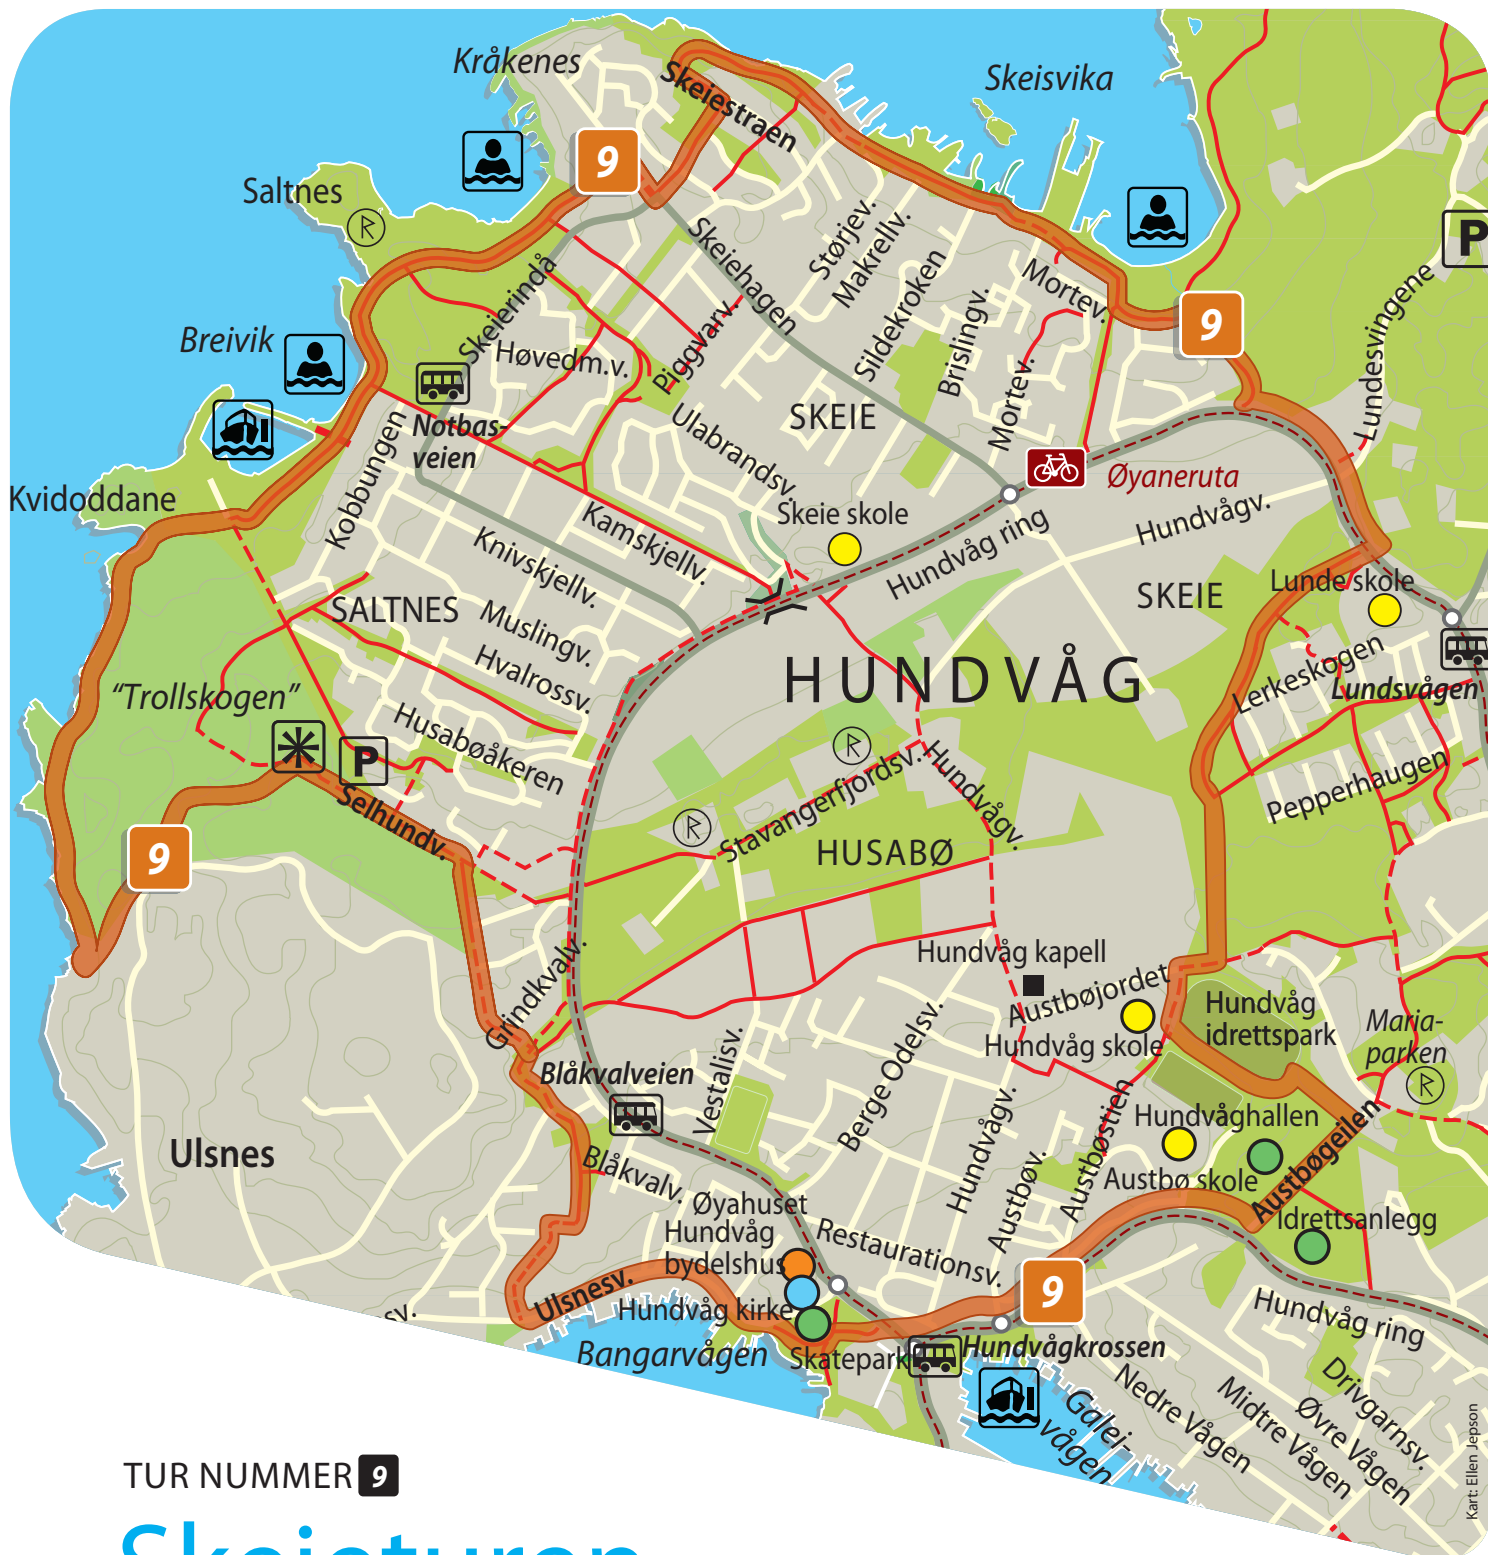 Kråkenes
Skeiestraen
Skeisvika
9
Saltnes
R
P
Skeiehagen
Størjev.
Makrellv.
Sildekroken
Brislingv.
Mortev.
Mortev.
Lundesvingene
9
Breivik
Skeierindå
Høvedm.v.
Piggvarv.
SKEIE
Ulabrandsv.
Notbas-
veien
Kobbungen
Øyaneruta
Kvidoddane
Skeie skole
Kamskjellv.
Knivskjellv.
Hundvåg ring
Hundvågv.
SALTNES
Muslingv.
Hvalrossv.
SKEIE
Lunde skole
HUNDVÅG
Lerkeskogen
Lundsvågen
"Trollskogen"
Husabøåkeren
P
R
R
Selhundv.
Stavangerfjordsv.
Hundvågv.
HUSABØ
Pepperhaugen
9
Grindkvalv.
Hundvåg kapell
Austbøjordet
Hundvåg skole
Hundvåg
idrettspark
Maria-
parken
R
Blåkvalveien
Vestalisv.
Berge Odelsv.
Hundvågv.
Austbøv.
Austbøstien
Hundvåghallen
Austbø skole
Austbøgeilen
Ulsnes
Blåkvalv.
Øyahuset
Hundvåg
bydelshus
Restaurationsv.
Idrettsanlegg
Ulsnesv.
Hundvåg kirke
9
Hundvåg ring
sv.
Bangarvågen
Skatepark
Hundvågkrossen
Galei-
vågen
Nedre Vågen
Midtre Vågen
Øvre Vågen
Drivgarnsv.
Kart: Ellen Jepson
TUR NUMMER 9
Skeieturen